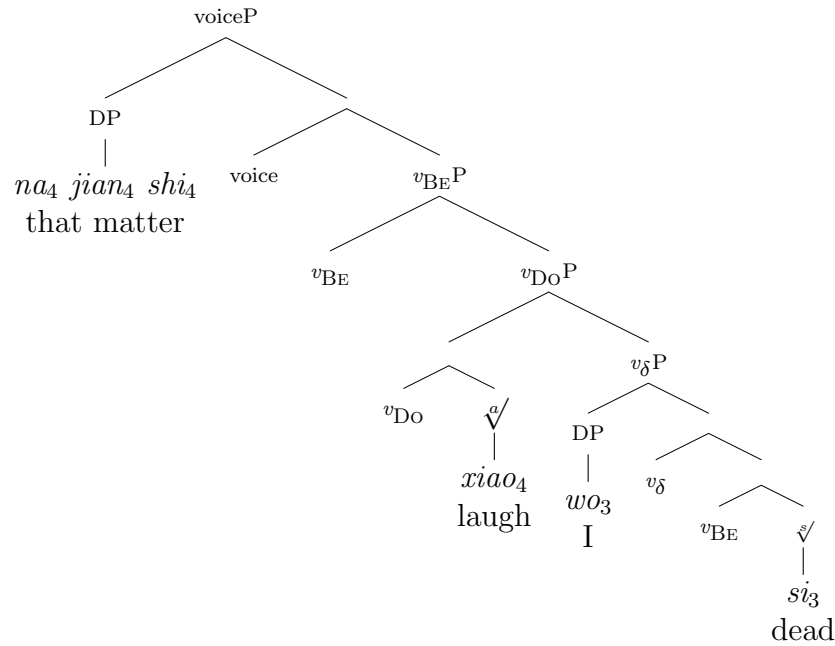 voiceP
DP
na₄ jian₄ shi₄
that matter
voice
vBEP
vBE
vDOP
vDO
a√
xiao₄
laugh
vδP
DP
wo₃
I
vδ
vBE
s√
si₃
dead